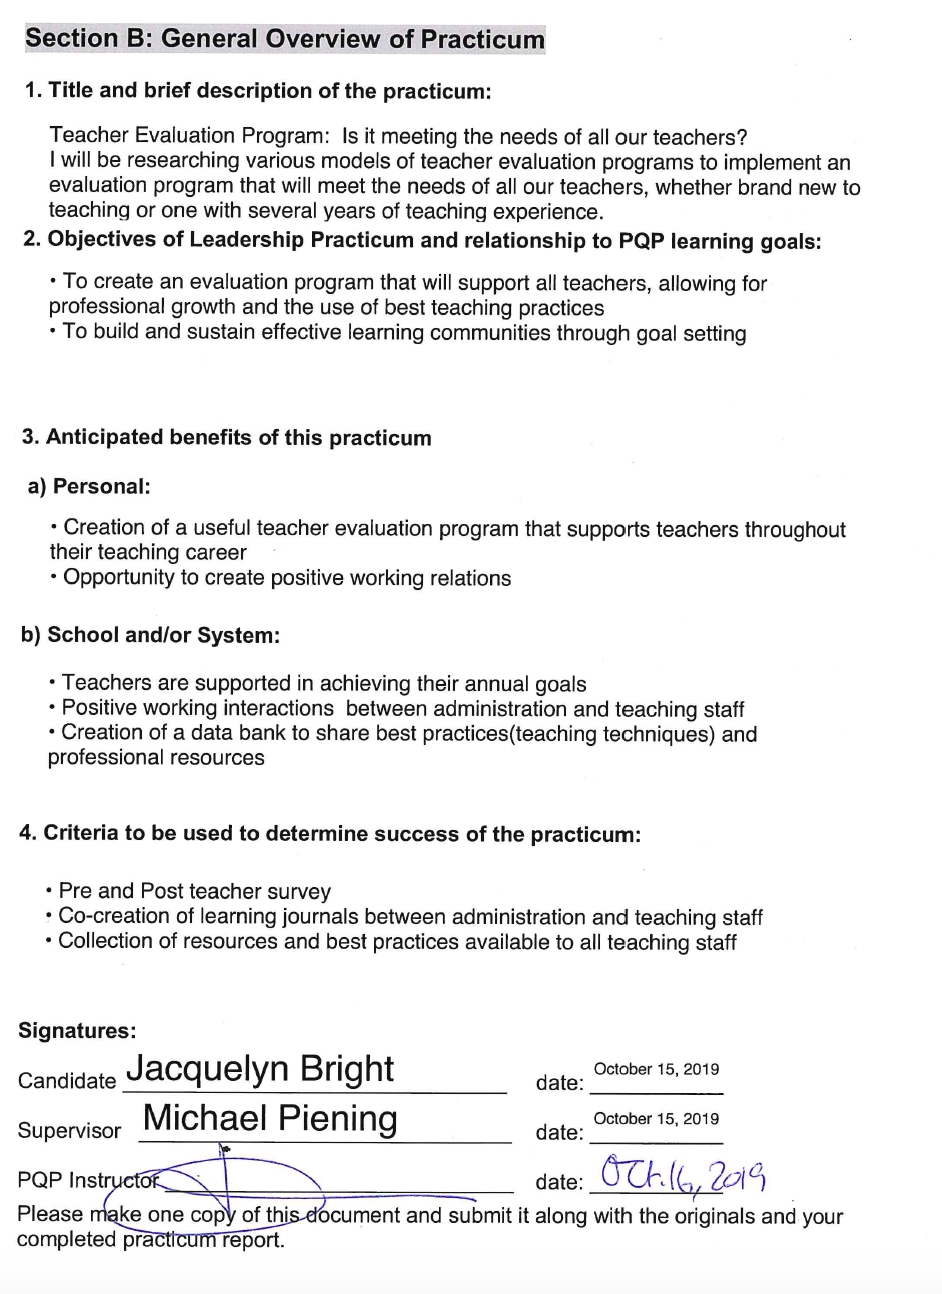 Section B: General Overview of Practicum
1. Title and brief description of the practicum:
Teacher Evaluation Program: Is it meeting the needs of all our teachers?
I will be researching various models of teacher evaluation programs to implement an
evaluation program that will meet the needs of all our teachers, whether brand new to
teaching or one with several years of teaching experience.
2. Objectives of Leadership Practicum and relationship to PQP learning goals:
• To create an evaluation program that will support all teachers, allowing for
professional growth and the use of best teaching practices
• To build and sustain effective learning communities through goal setting
3. Anticipated benefits of this practicum
a) Personal:
• Creation of a useful teacher evaluation program that supports teachers throughout
their teaching career
• Opportunity to create positive working relations
b) School and/or System:
• Teachers are supported in achieving their annual goals
• Positive working interactions between administration and teaching staff
• Creation of a data bank to share best practices(teaching techniques) and
professional resources
4. Criteria to be used to determine success of the practicum:
• Pre and Post teacher survey
• Co-creation of learning journals between administration and teaching staff
• Collection of resources and best practices available to all teaching staff
Signatures:
Candidate Jacquelyn Bright date: October 15, 2019
Supervisor Michael Piening date: October 15, 2019
PQP Instructor date: Oct. 16, 2019
Please make one copy of this document and submit it along with the originals and your
completed practicum report.